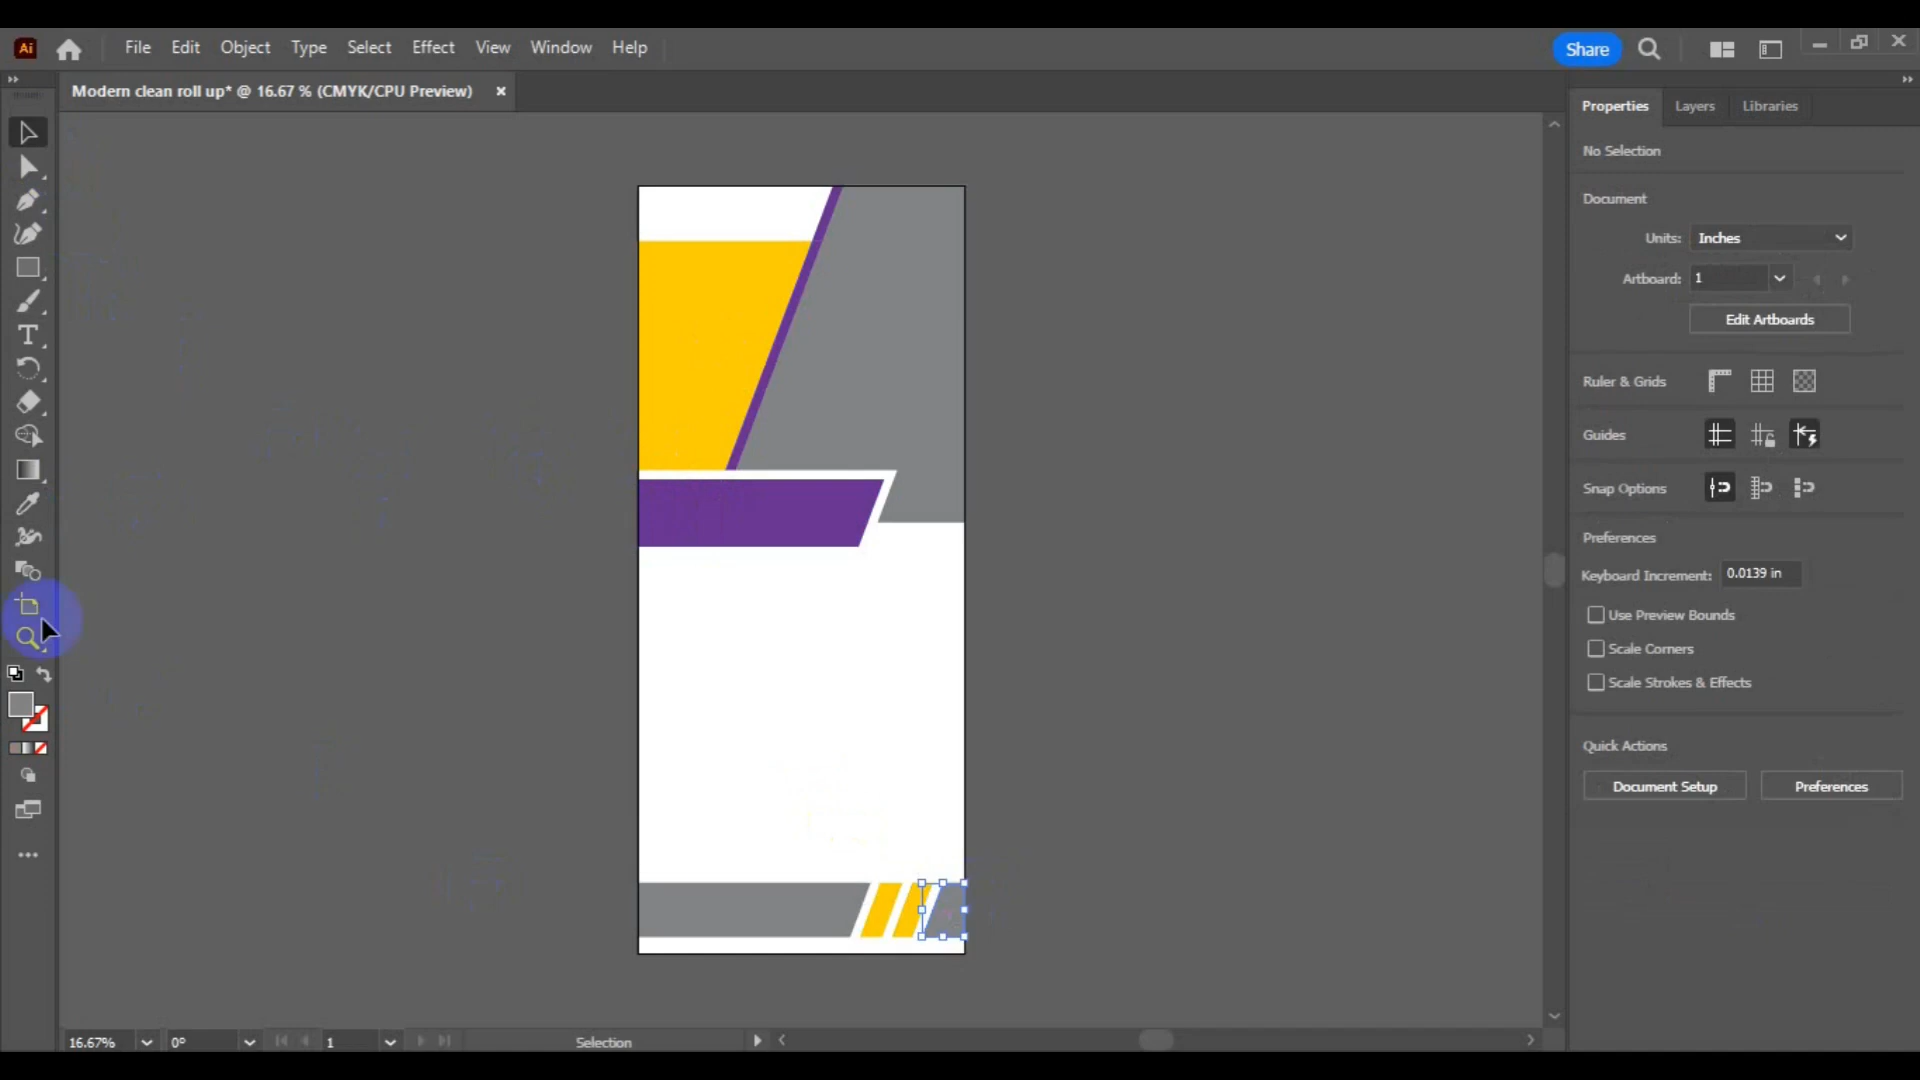 Ai File Edit Object Type Select Effect View Window Help Share
Modern clean roll up* @ 16.67 % (CMYK/CPU Preview) ×
Properties Layers Libraries
No Selection
Document
Units: Inches
Artboard: 1
Edit Artboards
Ruler & Grids
Guides
Snap Options
Preferences
Keyboard Increment: 0.0139 in
Use Preview Bounds
Scale Corners
Scale Strokes & Effects
Quick Actions
Document Setup Preferences
16.67% 0° 1 Selection